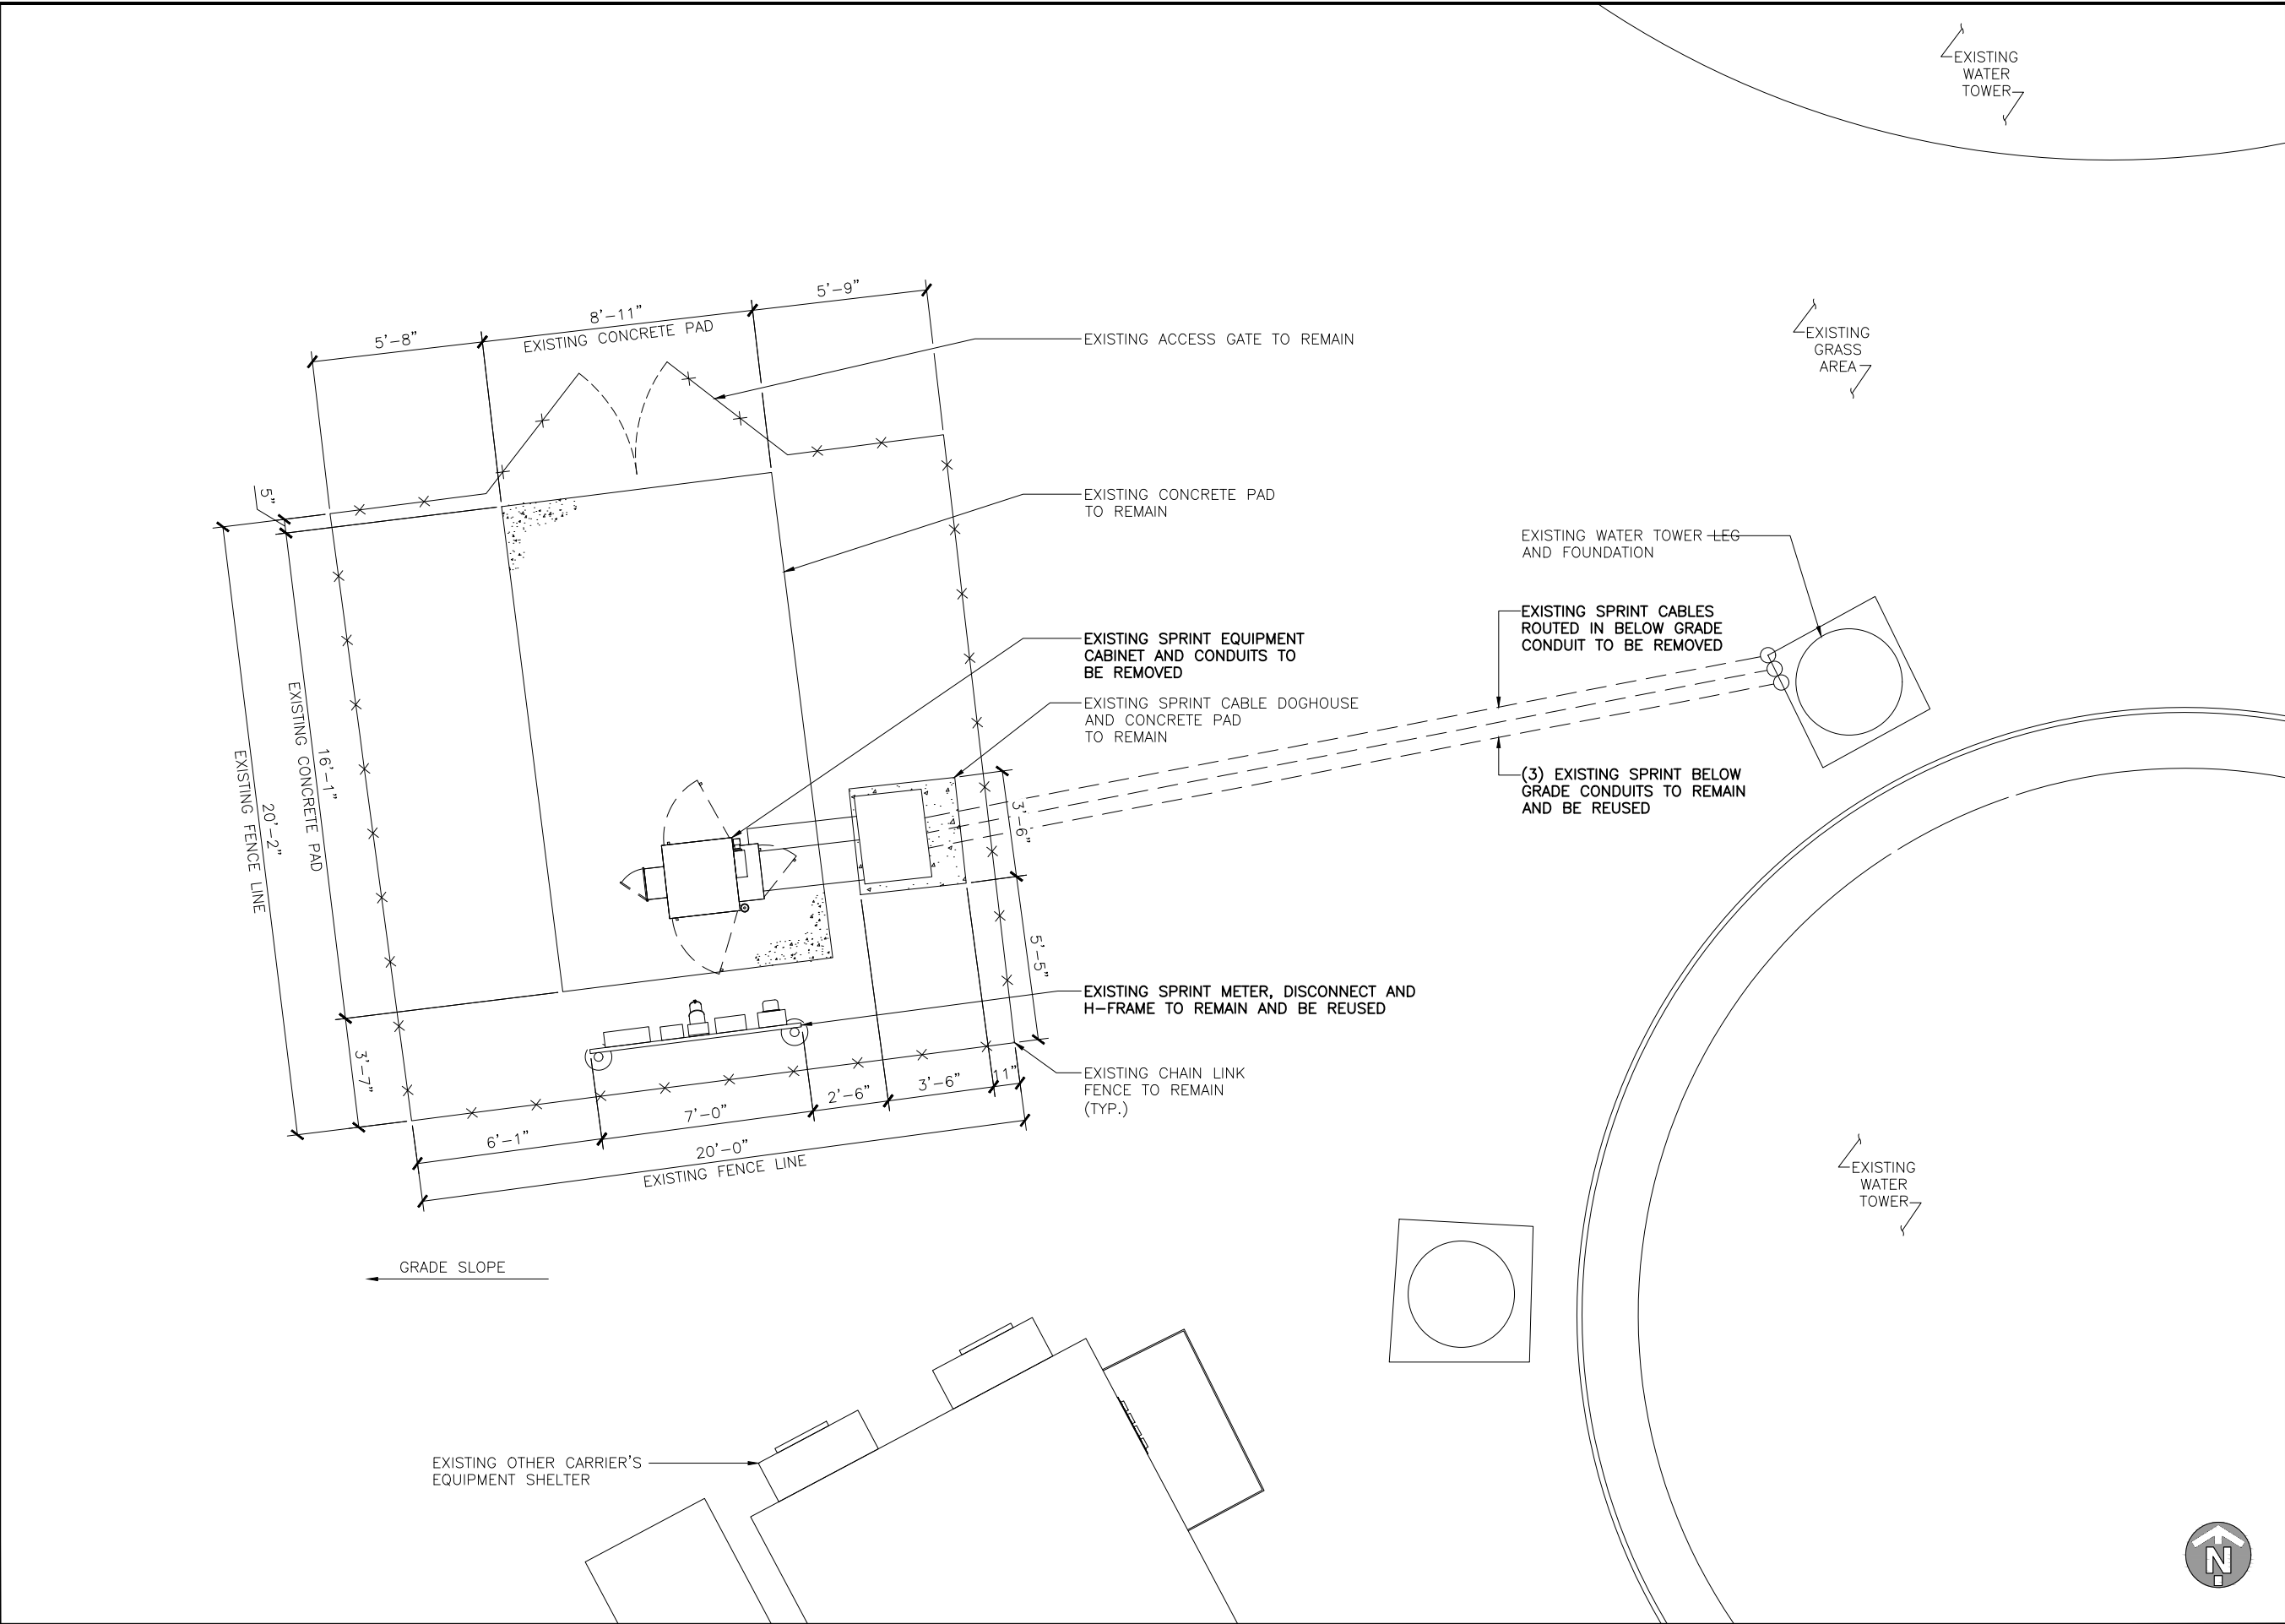 EXISTING
WATER
TOWER
5'-8"
8'-11"
EXISTING CONCRETE PAD
5'-9"
EXISTING ACCESS GATE TO REMAIN
EXISTING
GRASS
AREA
5"
EXISTING CONCRETE PAD
TO REMAIN
EXISTING WATER TOWER LEG
AND FOUNDATION
EXISTING SPRINT EQUIPMENT
CABINET AND CONDUITS TO
BE REMOVED
EXISTING SPRINT CABLES
ROUTED IN BELOW GRADE
CONDUIT TO BE REMOVED
EXISTING SPRINT CABLE DOGHOUSE
AND CONCRETE PAD
TO REMAIN
(3) EXISTING SPRINT BELOW
GRADE CONDUITS TO REMAIN
AND BE REUSED
16'-1"
EXISTING CONCRETE PAD
20'-2"
EXISTING FENCE LINE
3'-6"
5'-5"
EXISTING SPRINT METER, DISCONNECT AND
H-FRAME TO REMAIN AND BE REUSED
3'-7"
EXISTING CHAIN LINK
FENCE TO REMAIN
(TYP.)
6'-1"
7'-0"
2'-6"
3'-6"
11"
20'-0"
EXISTING FENCE LINE
EXISTING
WATER
TOWER
GRADE SLOPE
EXISTING OTHER CARRIER'S
EQUIPMENT SHELTER
N